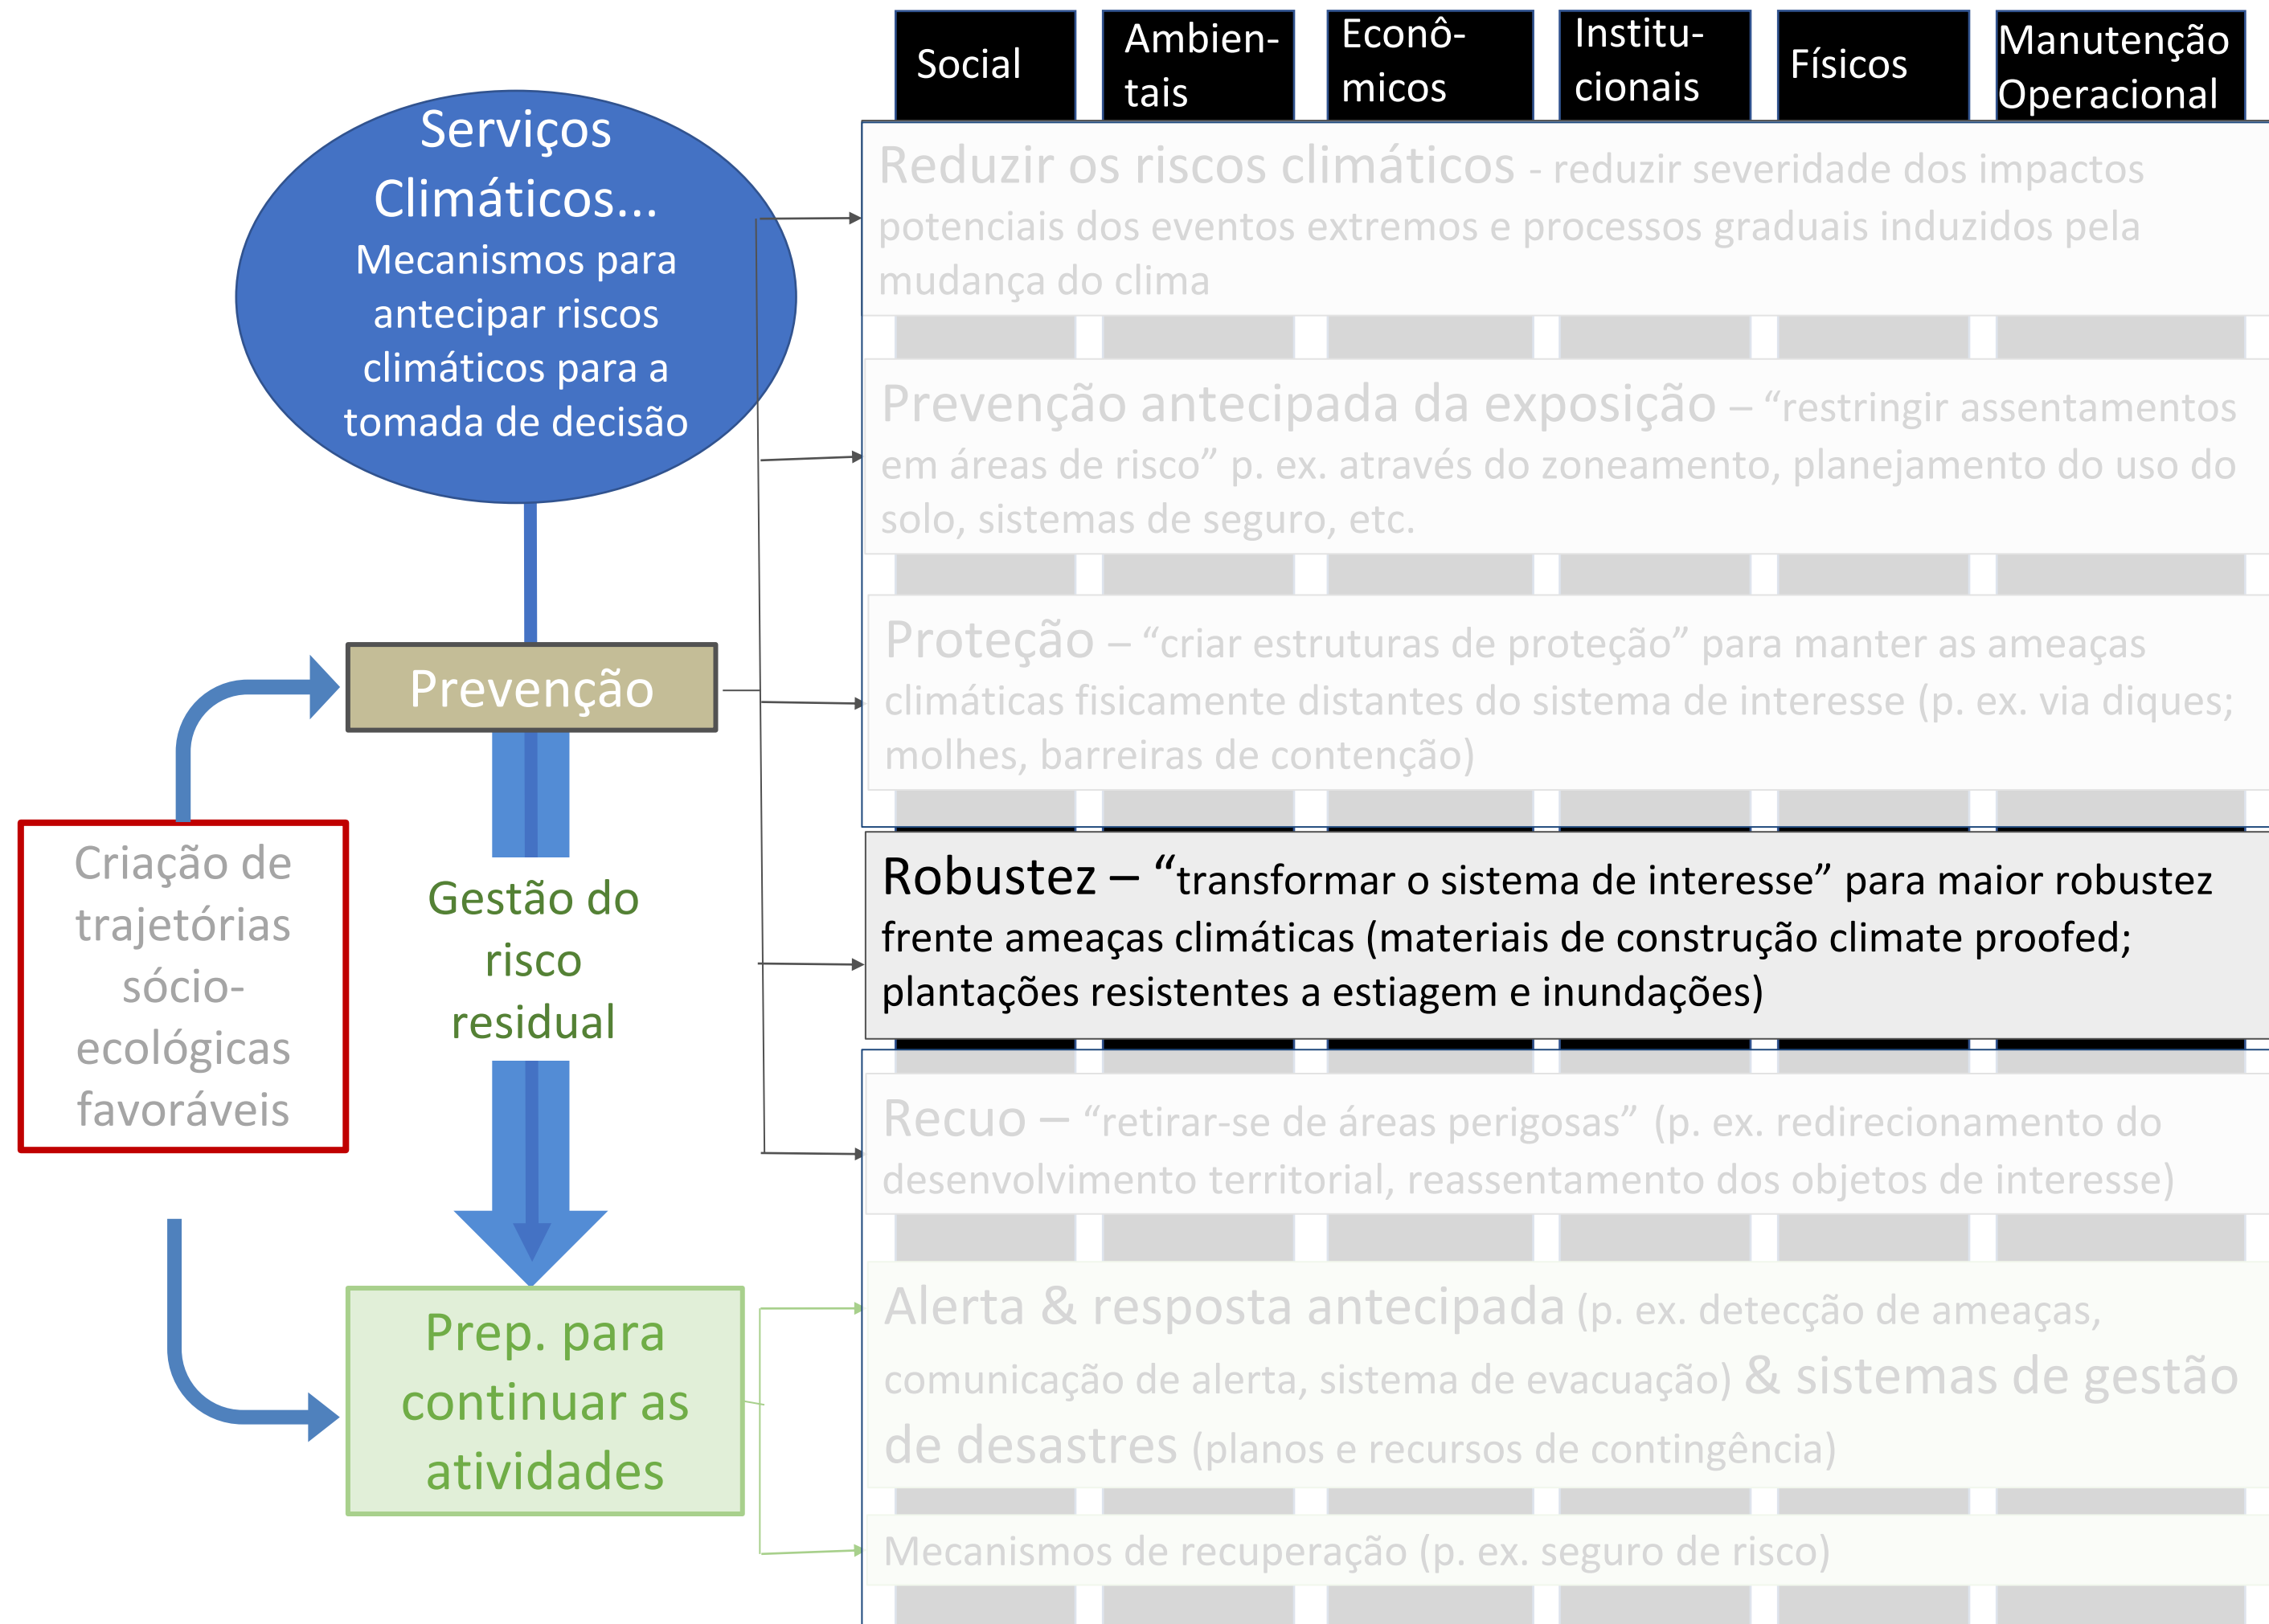 Social
Ambien-
tais
Econô-
micos
Institu-
cionais
Físicos
Manutenção
Operacional
Serviços
Climáticos...
Mecanismos para
antecipar riscos
climáticos para a
tomada de decisão
Reduzir os riscos climáticos - reduzir severidade dos impactos
potenciais dos eventos extremos e processos graduais induzidos pela
mudança do clima
Prevenção antecipada da exposição – “restringir assentamentos
em áreas de risco” p. ex. através do zoneamento, planejamento do uso do
solo, sistemas de seguro, etc.
Prevenção
Proteção – “criar estruturas de proteção” para manter as ameaças
climáticas fisicamente distantes do sistema de interesse (p. ex. via diques;
molhes, barreiras de contenção)
Criação de
trajetórias
sócio-
ecológicas
favoráveis
Gestão do
risco
residual
Robustez – “transformar o sistema de interesse” para maior robustez
frente ameaças climáticas (materiais de construção climate proofed;
plantações resistentes a estiagem e inundações)
Recuo – “retirar-se de áreas perigosas” (p. ex. redirecionamento do
desenvolvimento territorial, reassentamento dos objetos de interesse)
Prep. para
continuar as
atividades
Alerta & resposta antecipada (p. ex. detecção de ameaças,
comunicação de alerta, sistema de evacuação) & sistemas de gestão
de desastres (planos e recursos de contingência)
Mecanismos de recuperação (p. ex. seguro de risco)